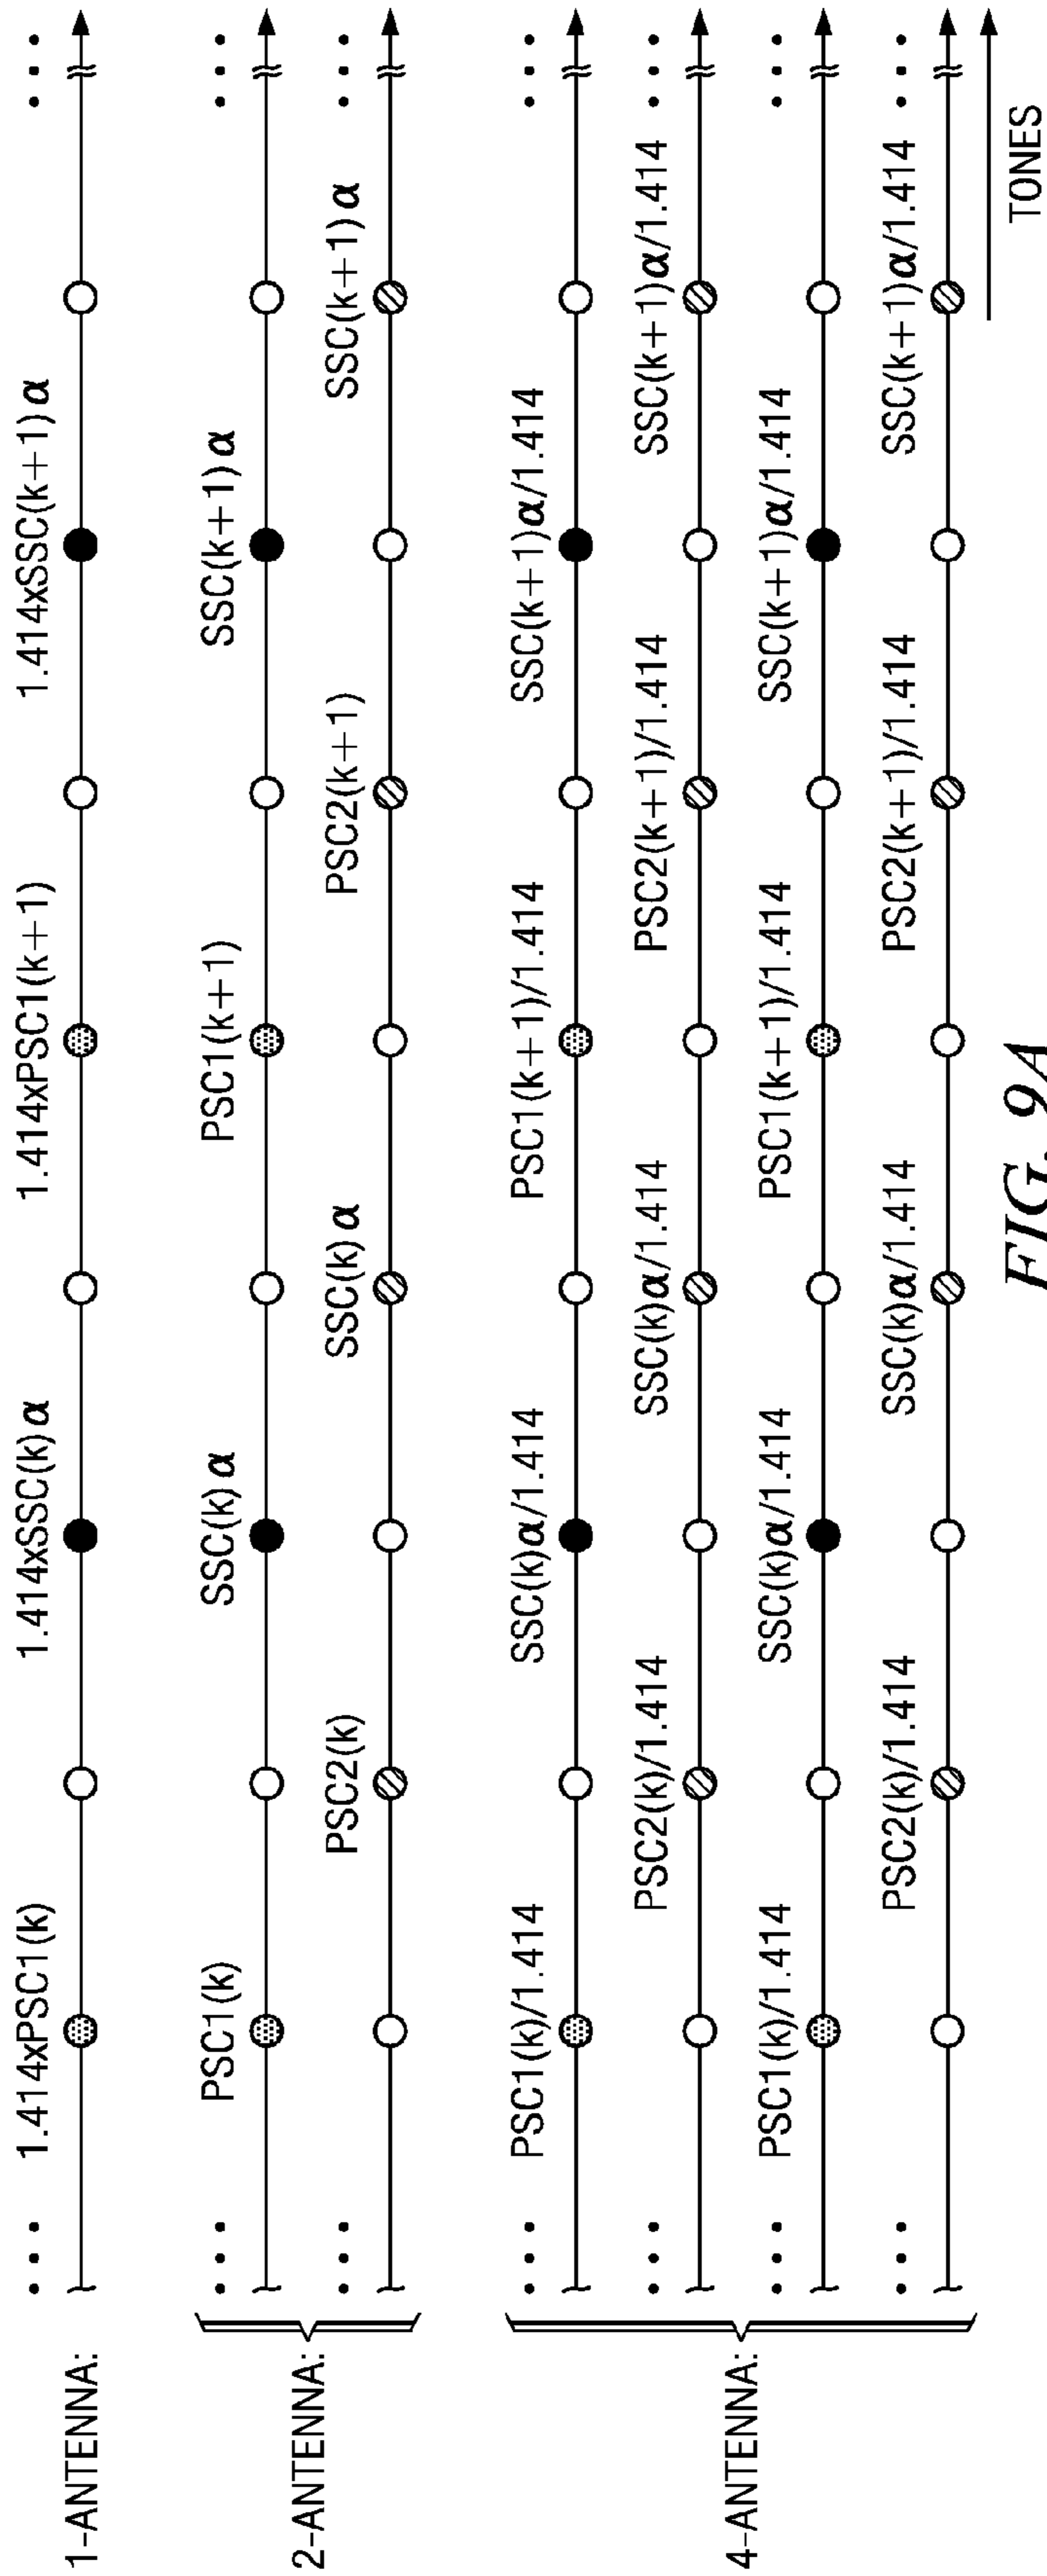 1-ANTENNA:
1.414xPSC1(k) 1.414xSSC(k)α 1.414xPSC1(k+1) 1.414xSSC(k+1)α
2-ANTENNA:
PSC1(k) SSC(k)α PSC1(k+1) SSC(k+1)α
PSC2(k) SSC(k)α PSC2(k+1) SSC(k+1)α
4-ANTENNA:
PSC1(k)/1.414 SSC(k)α/1.414 PSC1(k+1)/1.414 SSC(k+1)α/1.414
PSC2(k)/1.414 SSC(k)α/1.414 PSC2(k+1)/1.414 SSC(k+1)α/1.414
PSC1(k)/1.414 SSC(k)α/1.414 PSC1(k+1)/1.414 SSC(k+1)α/1.414
PSC2(k)/1.414 SSC(k)α/1.414 PSC2(k+1)/1.414 SSC(k+1)α/1.414
TONES
FIG. 9A